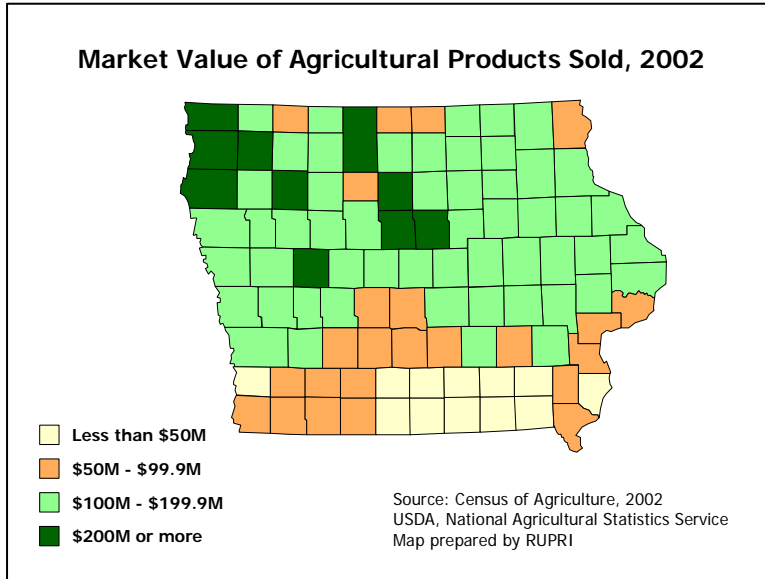 Market Value of Agricultural Products Sold, 2002
Less than $50M
$50M - $99.9M
$100M - $199.9M
$200M or more
Source: Census of Agriculture, 2002
USDA, National Agricultural Statistics Service
Map prepared by RUPRI